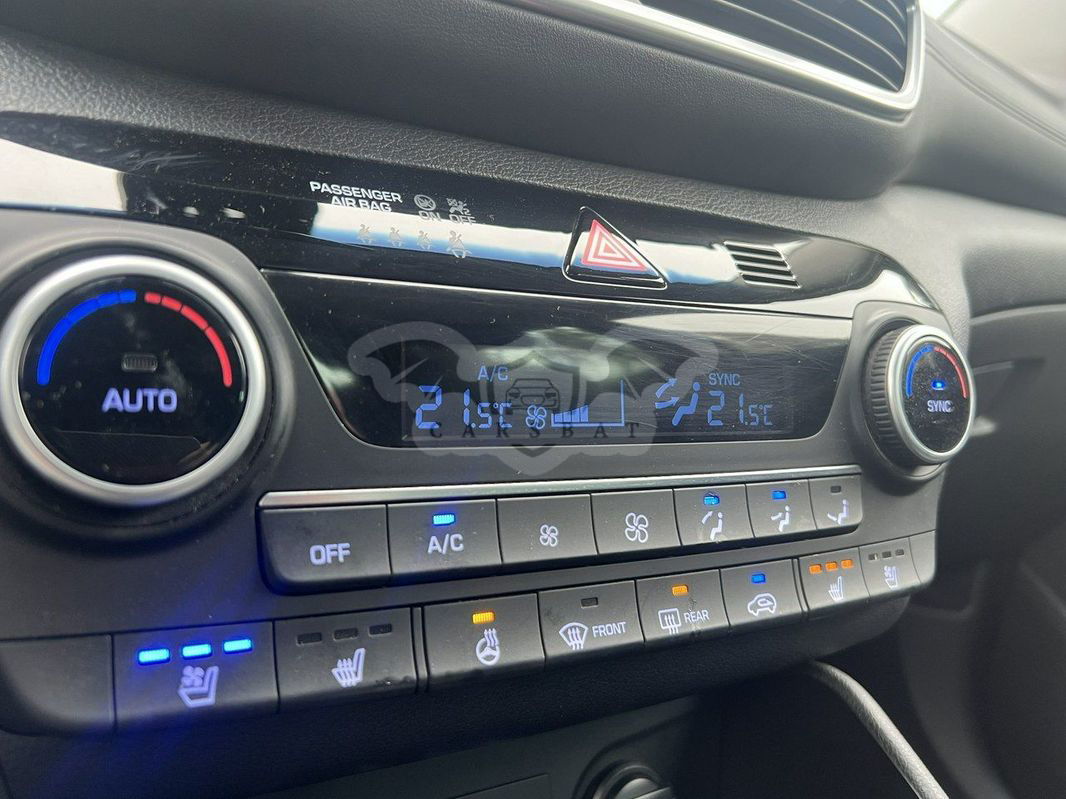 PASSENGER
AIR BAG
ON OFF
A/C
SYNC
21.5°C
21.5°C
CARSBAT
AUTO
SYNC
OFF
A/C
FRONT
REAR